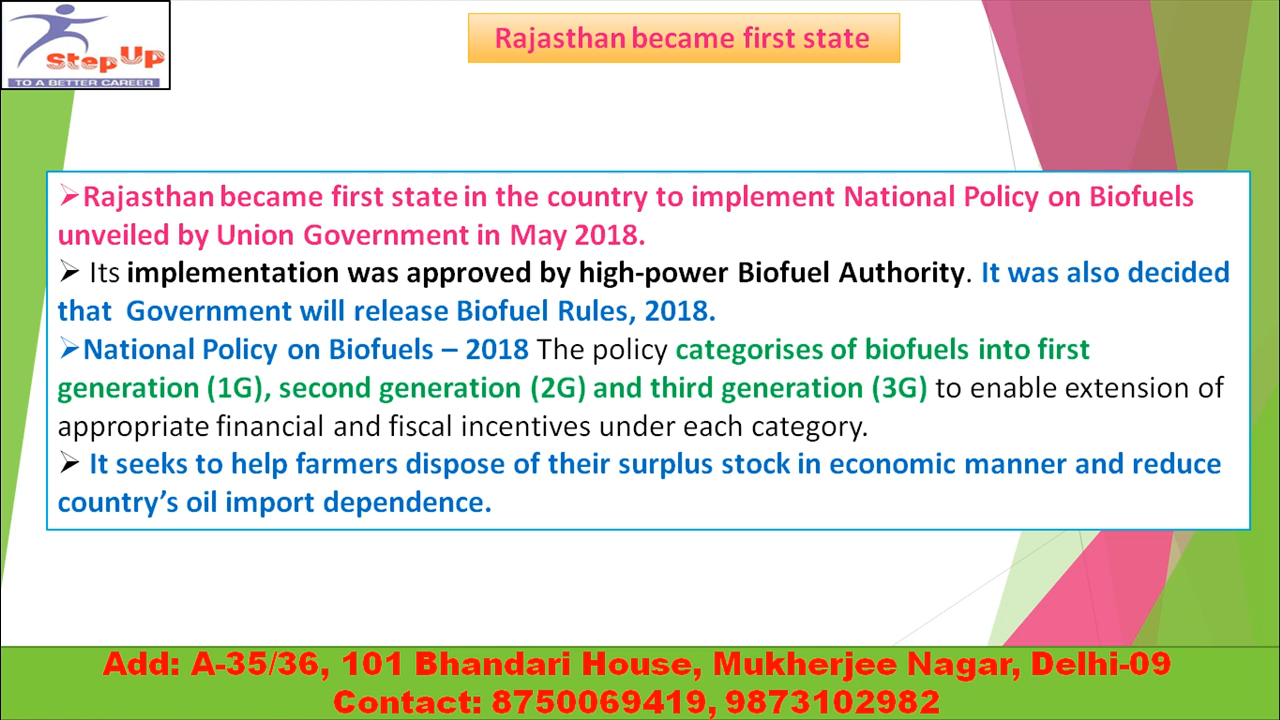 StepUp
TO A BETTER CAREER
Rajasthan became first state
➢Rajasthan became first state in the country to implement National Policy on Biofuels
unveiled by Union Government in May 2018.
➢ Its implementation was approved by high-power Biofuel Authority. It was also decided
that Government will release Biofuel Rules, 2018.
➢National Policy on Biofuels – 2018 The policy categorises of biofuels into first
generation (1G), second generation (2G) and third generation (3G) to enable extension of
appropriate financial and fiscal incentives under each category.
➢ It seeks to help farmers dispose of their surplus stock in economic manner and reduce
country’s oil import dependence.
Add: A-35/36, 101 Bhandari House, Mukherjee Nagar, Delhi-09
Contact: 8750069419, 9873102982